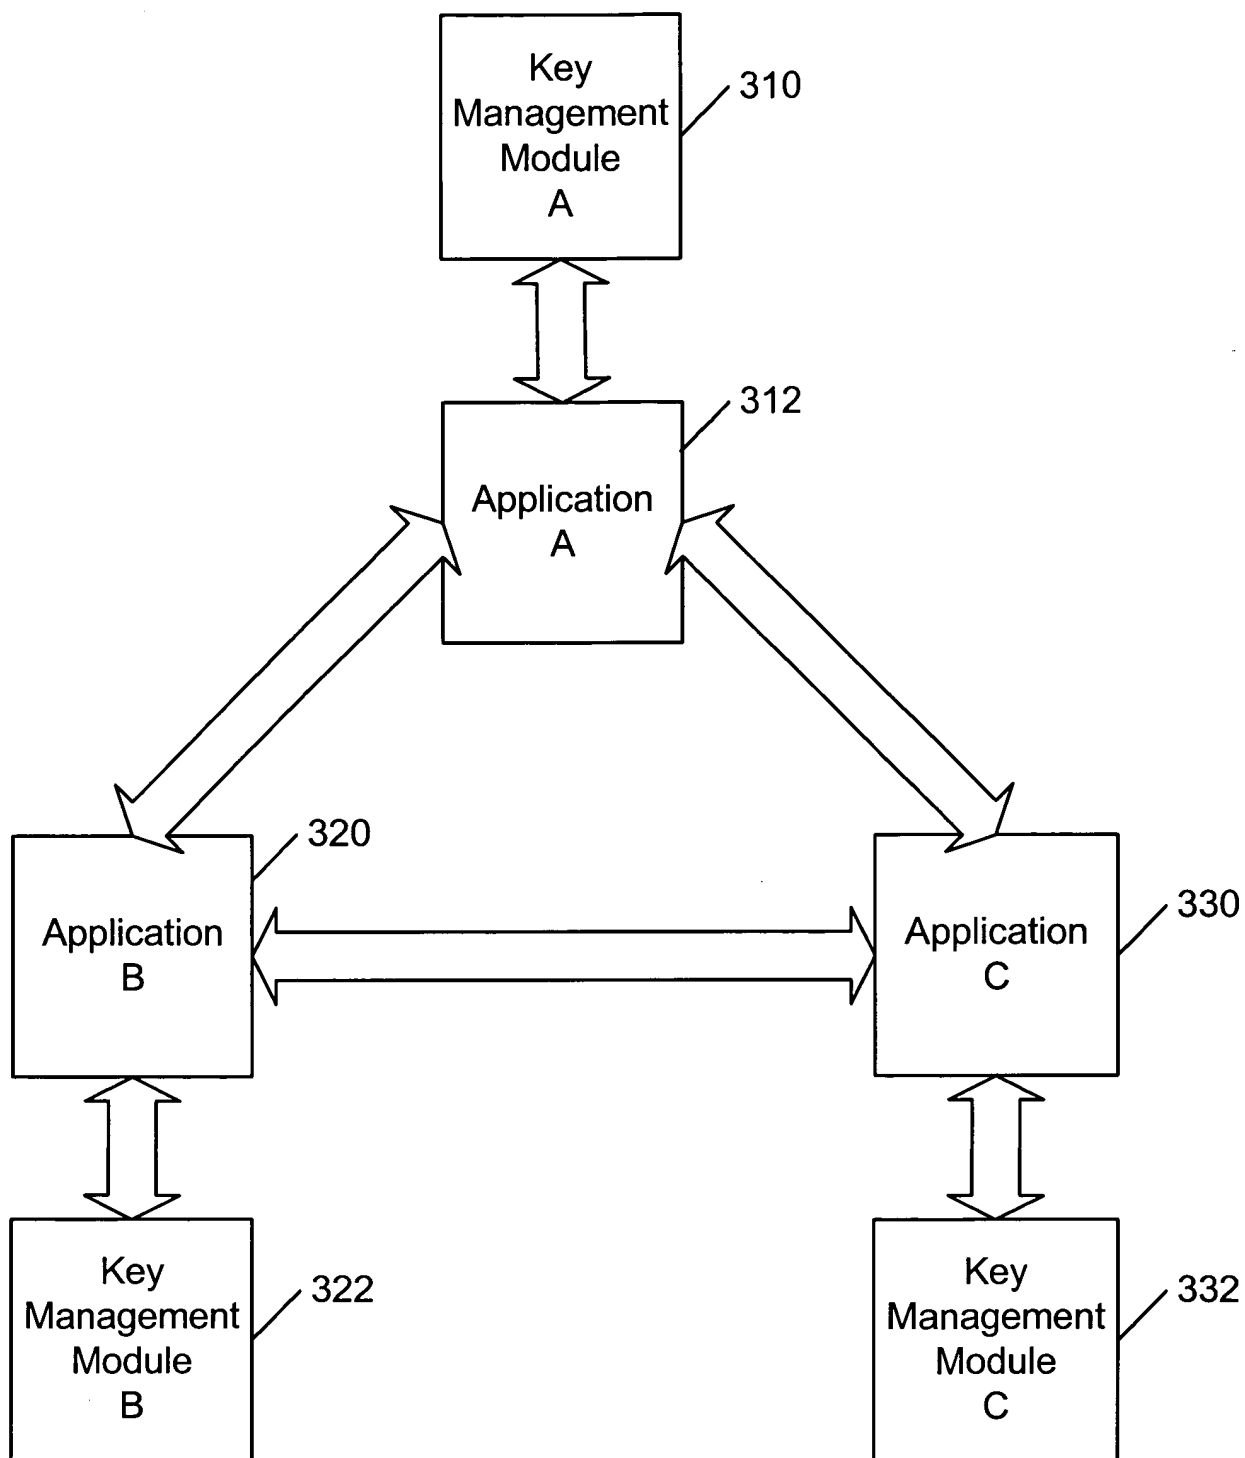 Key
Management
Module
A
310
312
Application
A
320
Application
B
Application
C
330
Key
Management
Module
B
322
Key
Management
Module
C
332